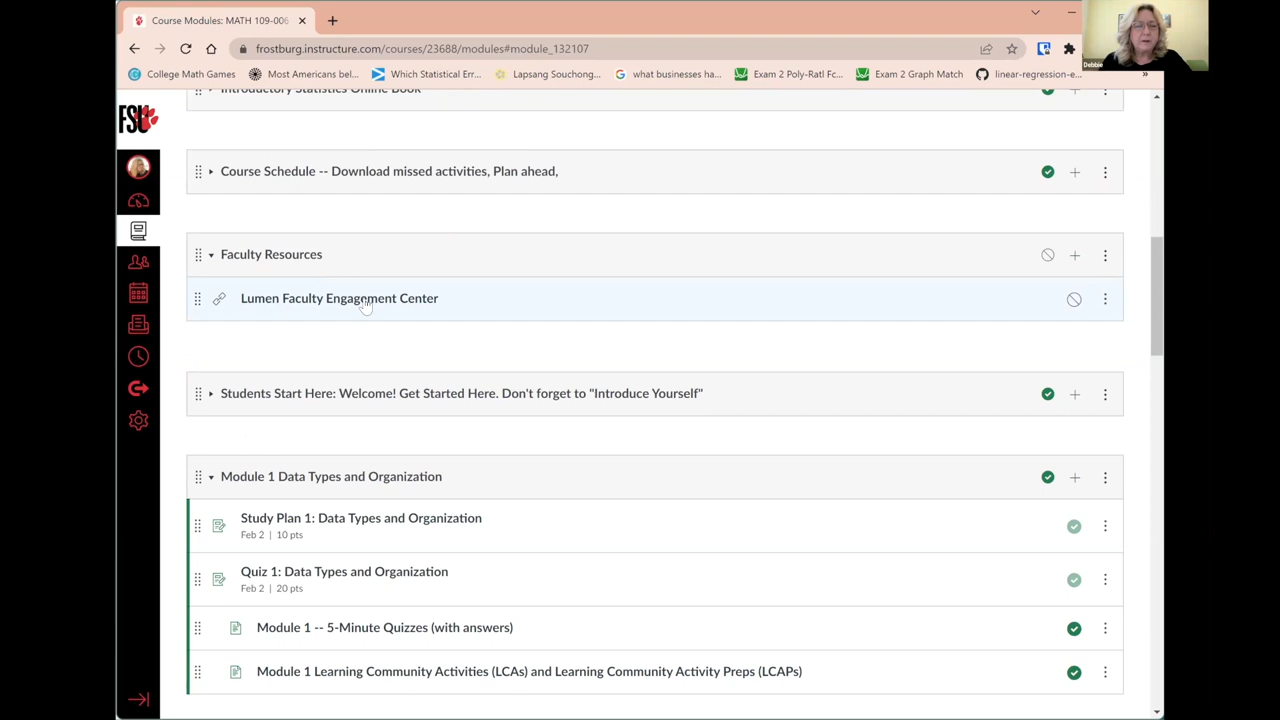 Course Modules: MATH 109-006
frostburg.instructure.com/courses/23688/modules#module_132107
College Math Games
Most Americans bel...
Which Statistical Err...
Lapsang Souchong...
what businesses ha...
Exam 2 Poly-Ratl Fc...
Exam 2 Graph Match
linear-regression-e...
»
Debbie
FSU
Introductory Statistics Online Book
Course Schedule -- Download missed activities, Plan ahead,
Faculty Resources
Lumen Faculty Engagement Center
Students Start Here: Welcome! Get Started Here. Don't forget to "Introduce Yourself"
Module 1 Data Types and Organization
Study Plan 1: Data Types and Organization
Feb 2 | 10 pts
Quiz 1: Data Types and Organization
Feb 2 | 20 pts
Module 1 -- 5-Minute Quizzes (with answers)
Module 1 Learning Community Activities (LCAs) and Learning Community Activity Preps (LCAPs)